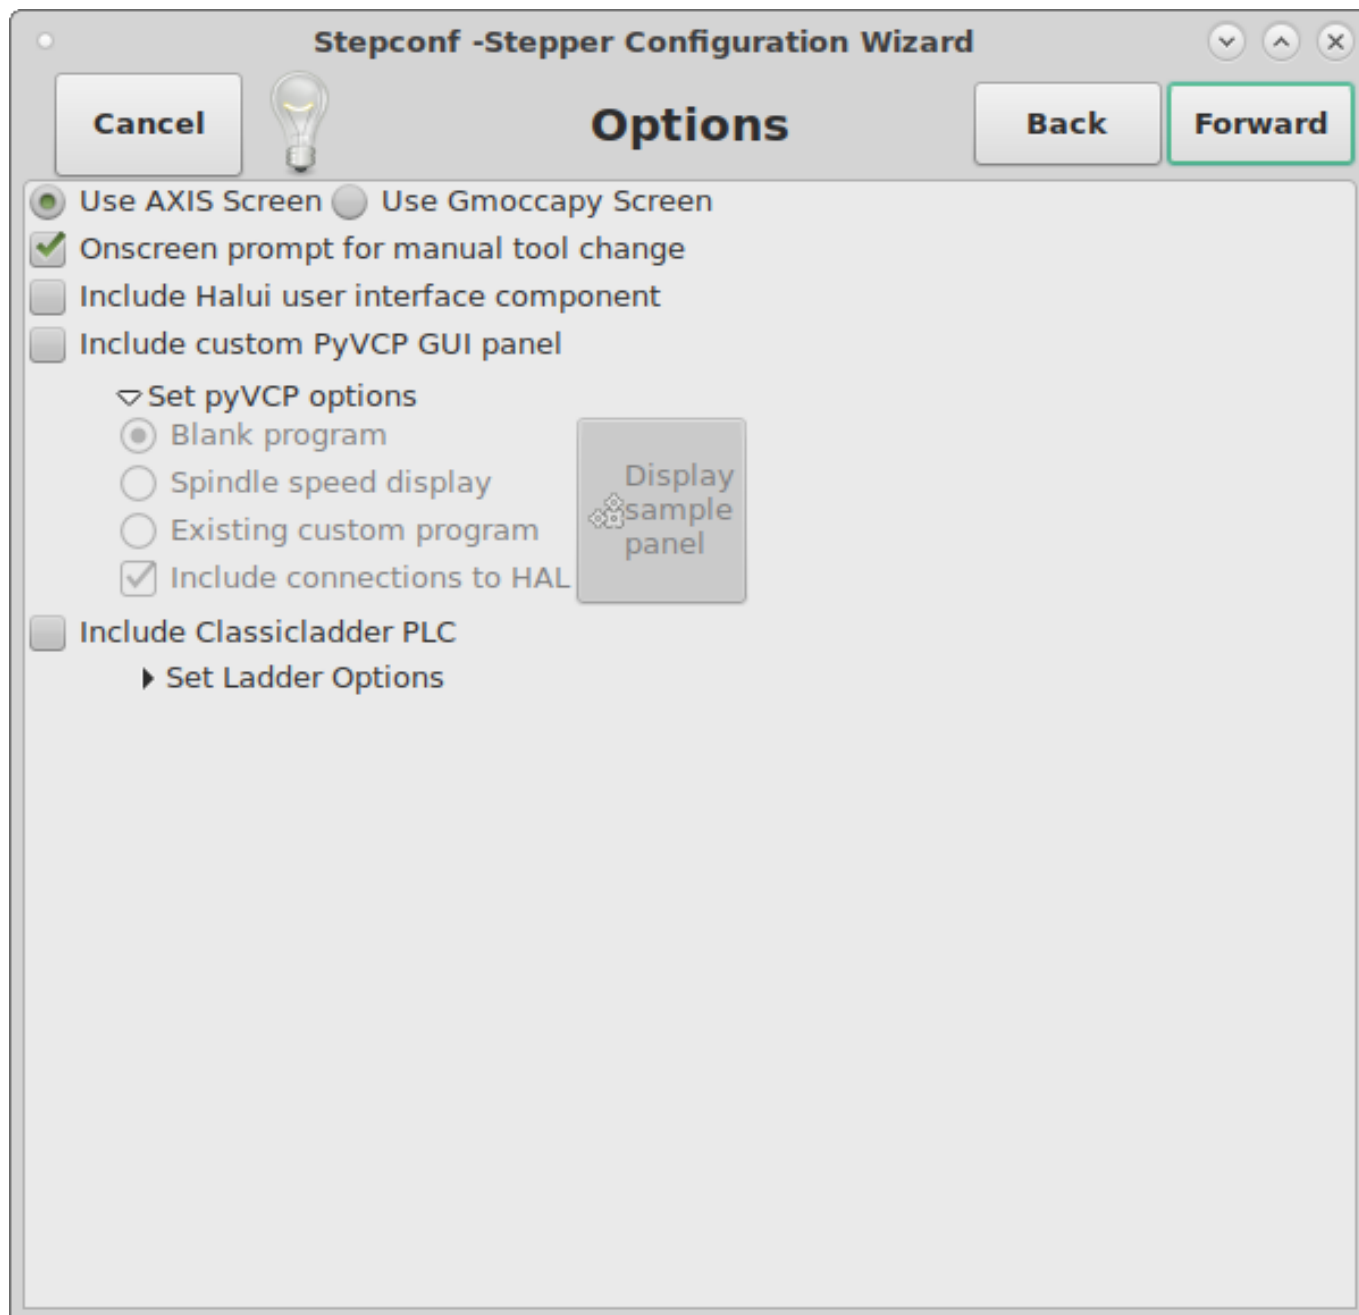 Stepconf -Stepper Configuration Wizard
Cancel
Options
Back
Forward
Use AXIS Screen
Use Gmoccapy Screen
Onscreen prompt for manual tool change
Include Halui user interface component
Include custom PyVCP GUI panel
Set pyVCP options
Blank program
Spindle speed display
Existing custom program
Include connections to HAL
Display
sample
panel
Include Classicladder PLC
Set Ladder Options